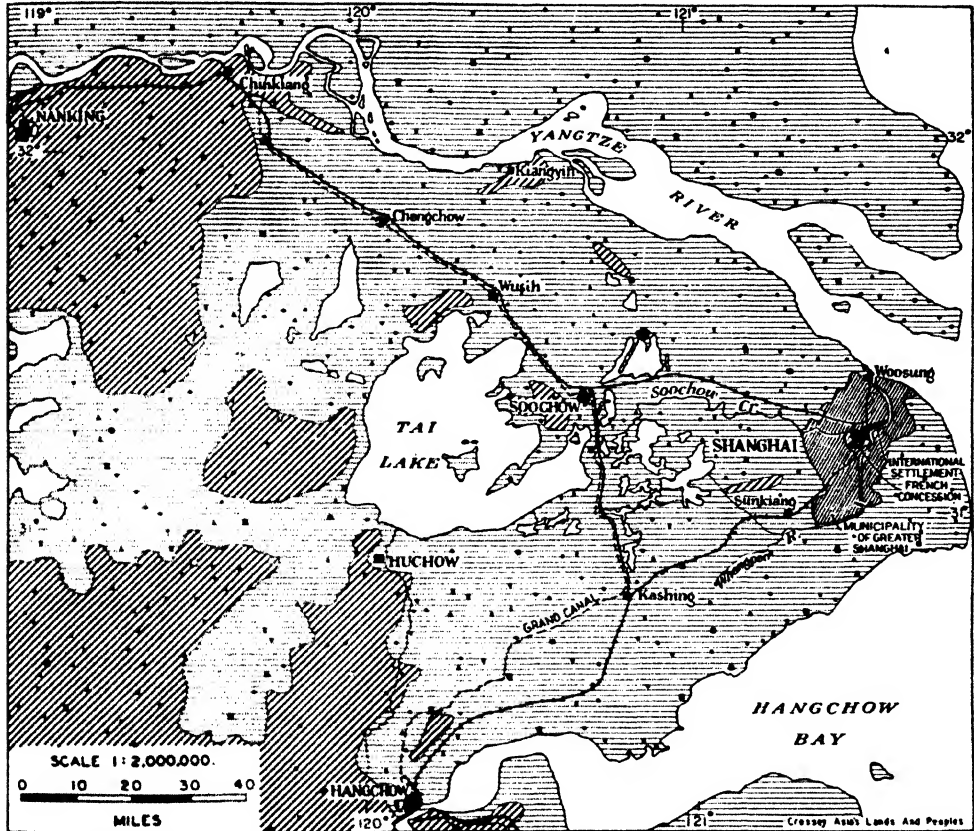 119°
120°
121°
Chinkiang
NANKING
32°
YANGTZE
RIVER
32°
Kiangyin
Changchow
Wusih
Woosung
Soochow Cr.
SOOCHOW
TAI
LAKE
SHANGHAI
INTERNATIONAL
SETTLEMENT
FRENCH
CONCESSION
Sunkiang
31°
31°
MUNICIPALITY
OF GREATER
SHANGHAI
Whangpoo R.
HUCHOW
Kashing
GRAND CANAL
HANGCHOW
BAY
SCALE 1:2,000,000.
0 10 20 30 40
MILES
HANGCHOW
120°
121°
Cressey Asia's Lands And Peoples